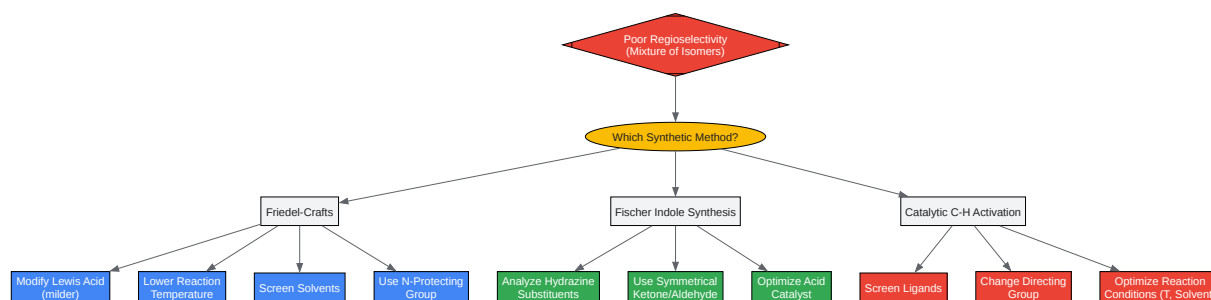 Poor Regioselectivity
(Mixture of Isomers)
Which Synthetic Method?
Friedel-Crafts
Fischer Indole Synthesis
Catalytic C-H Activation
Modify Lewis Acid
(milder)
Lower Reaction
Temperature
Screen Solvents
Use N-Protecting
Group
Analyze Hydrazine
Substituents
Use Symmetrical
Ketone/Aldehyde
Optimize Acid
Catalyst
Screen Ligands
Change Directing
Group
Optimize Reaction
Conditions (T, Solvent